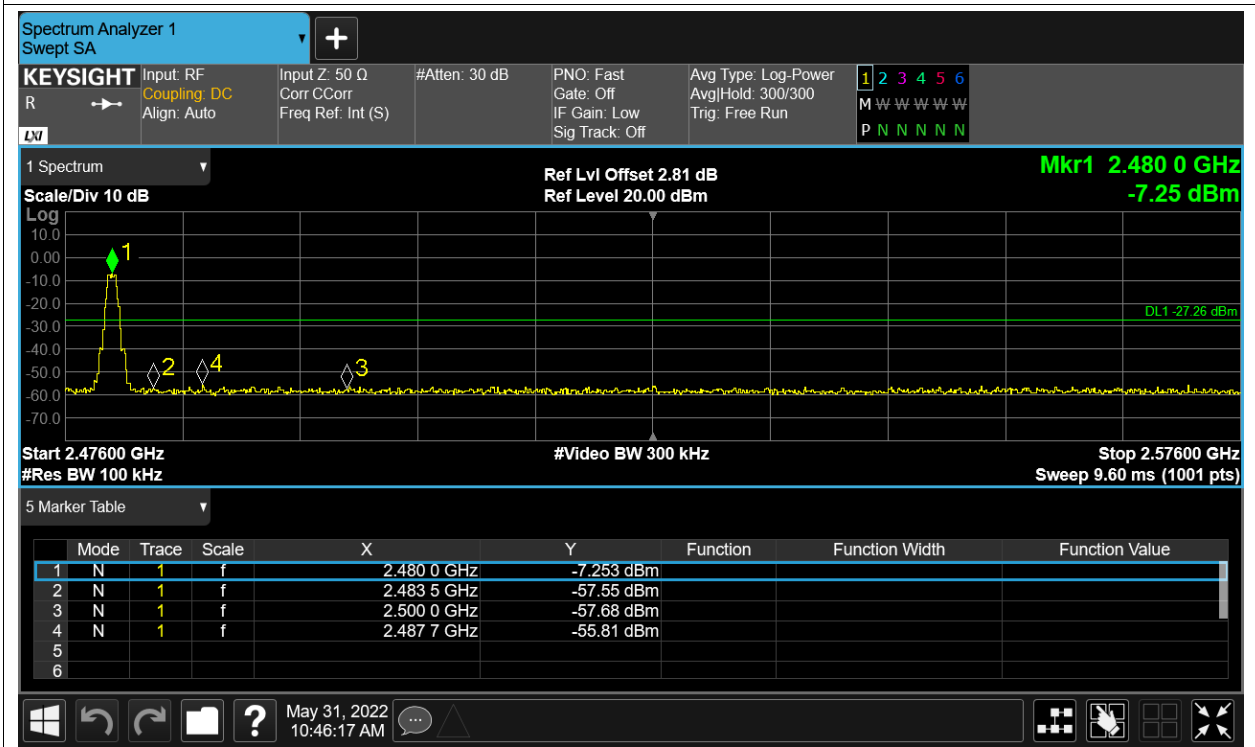 Spectrum Analyzer 1
Swept SA
KEYSIGHT
R
LXI
Input: RF
Coupling: DC
Align: Auto
Input Z: 50 Ω
Corr CCorr
Freq Ref: Int (S)
#Atten: 30 dB
PNO: Fast
Gate: Off
IF Gain: Low
Sig Track: Off
Avg Type: Log-Power
Avg|Hold: 300/300
Trig: Free Run
1 2 3 4 5 6
M W W W W W
P N N N N N
1 Spectrum
Scale/Div 10 dB
Ref Lvl Offset 2.81 dB
Ref Level 20.00 dBm
Mkr1 2.480 0 GHz
-7.25 dBm
Log
10.0
0.00
-10.0
-20.0
-30.0
-40.0
-50.0
-60.0
-70.0
1
2
4
3
DL1 -27.26 dBm
Start 2.47600 GHz
#Res BW 100 kHz
#Video BW 300 kHz
Stop 2.57600 GHz
Sweep 9.60 ms (1001 pts)
5 Marker Table
Mode Trace Scale X Y Function Function Width Function Value
1 N 1 f 2.480 0 GHz -7.253 dBm
2 N 1 f 2.483 5 GHz -57.55 dBm
3 N 1 f 2.500 0 GHz -57.68 dBm
4 N 1 f 2.487 7 GHz -55.81 dBm
5
6
?
May 31, 2022
10:46:17 AM